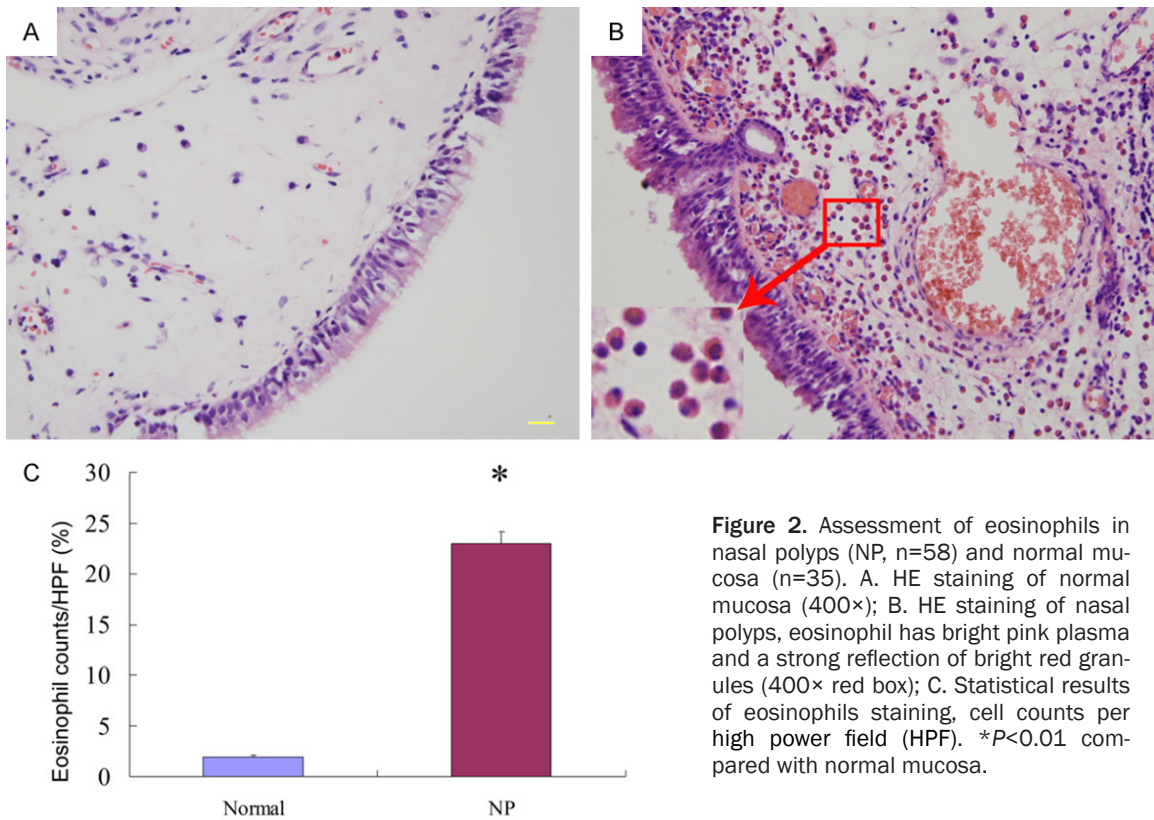 A
B
C
Eosinophil counts/HPF (%)
30
25
20
15
10
5
0
*
Normal
NP
Figure 2. Assessment of eosinophils in
nasal polyps (NP, n=58) and normal mu-
cosa (n=35). A. HE staining of normal
mucosa (400×); B. HE staining of nasal
polyps, eosinophil has bright pink plasma
and a strong reflection of bright red gran-
ules (400× red box); C. Statistical results
of eosinophils staining, cell counts per
high power field (HPF). *P<0.01 com-
pared with normal mucosa.